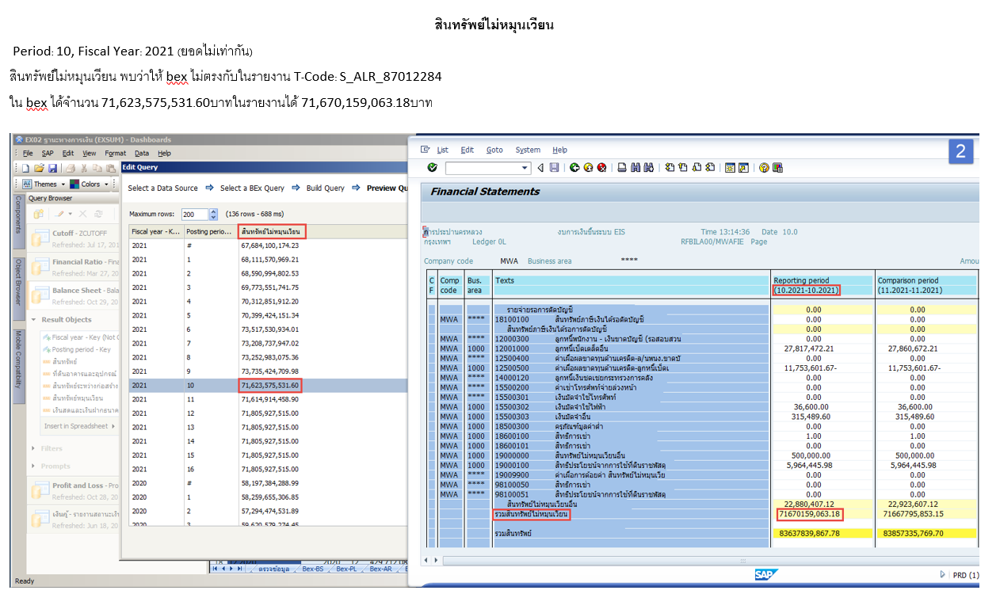 สินทรัพย์ไม่หมุนเวียน
Period: 10, Fiscal Year: 2021 (ยอดไม่เท่ากัน)
สินทรัพย์ไม่หมุนเวียน พบว่าให้ bex ไม่ตรงกับในรายงาน T-Code: S_ALR_87012284
ใน bex ได้จำนวน 71,623,575,531.60บาทในรายงานได้ 71,670,159,063.18บาท
EX02 ฐานะทางการเงิน (EXSUM) - Dashboards
File SAP Edit View Format Data Help
Themes Colors
Query Browser
Components
Object Browser
Mobile Compatibility
Cutoff - ZCUTOFF
Refreshed: Jul 17, 201
Financial Ratio - Fina
Refreshed: Mar 27, 20
Balance Sheet - Bala
Refreshed: Oct 29, 201
Result Objects
Fiscal year - Key (Not C
Posting period - Key
สินทรัพย์
ที่ดินอาคารและอุปกรณ์
สินทรัพย์ระหว่างก่อสร้าง
สินทรัพย์หมุนเวียน
เงินสดและเงินฝากธนาค
Insert in Spreadsheet
Filters
Prompts
Profit and Loss - Pro
Refreshed: Oct 28, 201
เงินกู้ - รายงานสถานะเงิ
Refreshed: Jun 18, 20
Ready
Edit Query
Select a Data Source Select a BEx Query Build Query Preview Qu
Maximum rows: 200 (136 rows - 688 ms)
Fiscal year - K... Posting perio... สินทรัพย์ไม่หมุนเวียน
2021 # 67,684,100,174.23
2021 1 68,111,570,969.21
2021 2 68,590,994,802.53
2021 3 69,773,551,741.75
2021 4 70,312,851,912.20
2021 5 70,399,424,151.34
2021 6 73,517,530,934.01
2021 7 73,208,737,947.02
2021 8 73,252,983,075.36
2021 9 73,735,424,709.98
2021 10 71,623,575,531.60
2021 11 71,614,914,458.90
2021 12 71,805,927,515.00
2021 13 71,805,927,515.00
2021 14 71,805,927,515.00
2021 15 71,805,927,515.00
2021 16 71,805,927,515.00
2020 # 58,197,384,288.99
2020 1 58,259,655,306.85
2020 2 57,294,474,531.89
2020 3 59,620,579,274.45
ตรวจข้อมูล Bex-BS Bex-PL Bex-AR
List Edit Goto System Help
2
Financial Statements
การประปานครหลวง งบการเงินขึ้นระบบ EIS Time 13:14:36 Date 10.0
กรุงเทพฯ Ledger 0L RFBILA00/MWAFIE Page
Company code MWA Business area **** Amou
C Comp Bus. Texts Reporting period Comparison period
F code area (10.2021-10.2021) (11.2021-11.2021)
รายจ่ายรอการตัดบัญชี 0.00 0.00
MWA **** 18100100 สินทรัพย์ภาษีเงินได้รอตัดบัญชี 0.00 0.00
สินทรัพย์ภาษีเงินได้รอการตัดบัญชี 0.00 0.00
MWA **** 12000300 ลูกหนี้พนักงาน - เงินขาดบัญชี (รอสอบสวน 0.00 0.00
MWA 1000 12001000 ลูกหนี้เบ็ดเตล็ดอื่น 27,817,472.21 27,860,672.21
MWA **** 12500400 ค่าเผื่อผลขาดทุนด้านเครดิต-ล/นพนง.ขาดบั 0.00 0.00
MWA 1000 12500500 ค่าเผื่อผลขาดทุนด้านเครดิต-ลูกหนี้เบ็ดเ 11,753,601.67- 11,753,601.67-
MWA **** 14000120 ลูกหนี้เงินชดเชยกระทรวงการคลัง 0.00 0.00
MWA **** 15500200 ค่าเช่าโทรศัพท์จ่ายล่วงหน้า 0.00 0.00
MWA **** 15500301 เงินมัดจำใช้โทรศัพท์ 0.00 0.00
MWA 1000 15500302 เงินมัดจำใช้ไฟฟ้า 36,600.00 36,600.00
MWA 1000 15500303 เงินมัดจำอื่น 315,489.60 315,489.60
MWA **** 18500300 ครุภัณฑ์มูลค่าต่ำ 0.00 0.00
MWA 1000 18600100 สิทธิการเช่า 1.00 1.00
MWA 1000 18600101 สิทธิการเช่า 0.00 0.00
MWA 1000 19000000 สินทรัพย์ไม่หมุนเวียนอื่น 500,000.00 500,000.00
MWA 1000 19000100 สิทธิประโยชน์จากการใช้ที่ดินราชพัสดุ 5,964,445.98 5,964,445.98
MWA **** 19009900 ค่าเผื่อการด้อยค่า สินทรัพย์ไม่หมุนเวีย 0.00 0.00
MWA **** 98100050 สิทธิการเช่า 0.00 0.00
MWA **** 98100051 สิทธิประโยชน์จากการใช้ที่ดินราชพัสดุ 0.00 0.00
สินทรัพย์ไม่หมุนเวียนอื่น 22,880,407.12 22,923,607.12
รวมสินทรัพย์ไม่หมุนเวียน 71670159,063.18 71667795,853.15
รวมสินทรัพย์ 83637839,867.78 83857335,769.70
SAP PRD (1)